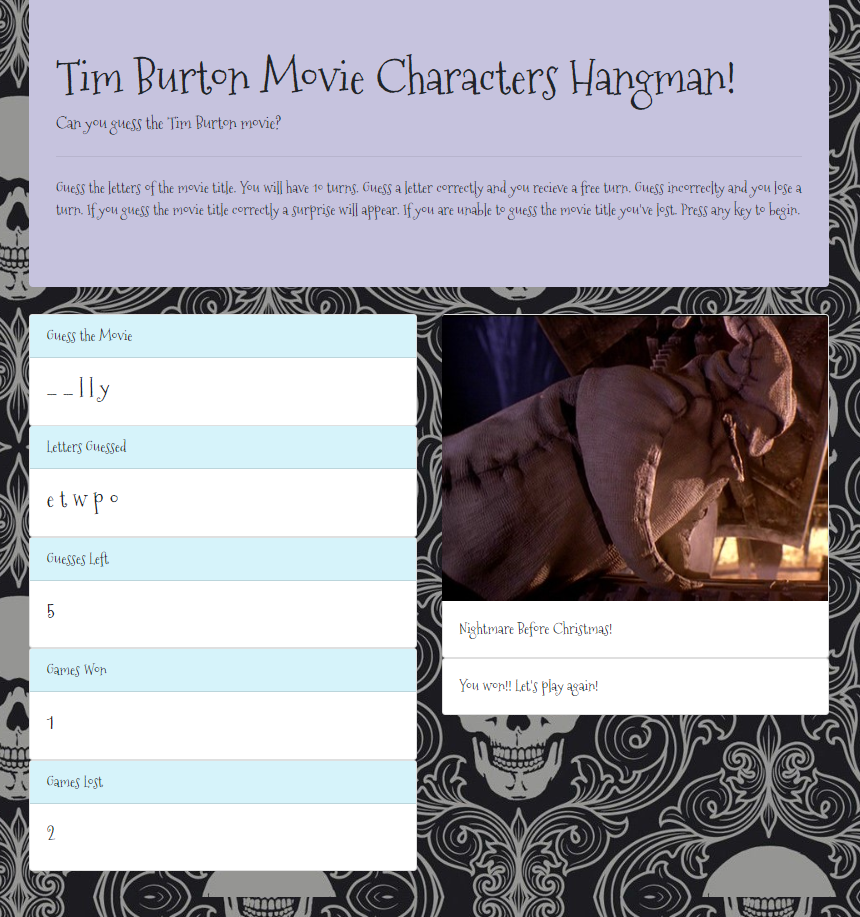 Tim Burton Movie Characters Hangman!
Can you guess the Tim Burton movie?
Guess the letters of the movie title. You will have 10 turns. Guess a letter correctly and you recieve a free turn. Guess incorreclty and you lose a
turn. If you guess the movie title correctly a surprise will appear. If you are unable to guess the movie title you've lost. Press any key to begin.
Guess the Movie
_ _ l l y
Letters Guessed
e t w p o
Guesses Left
5
Games Won
1
Games Lost
2
Nightmare Before Christmas!
You won!! Let's play again!